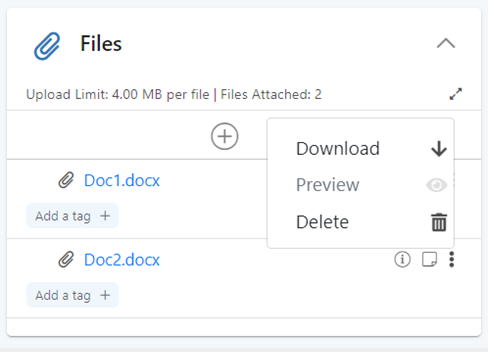 Files
Upload Limit: 4.00 MB per file | Files Attached: 2
Download
Preview
Delete
Doc1.docx
Add a tag +
Doc2.docx
Add a tag +